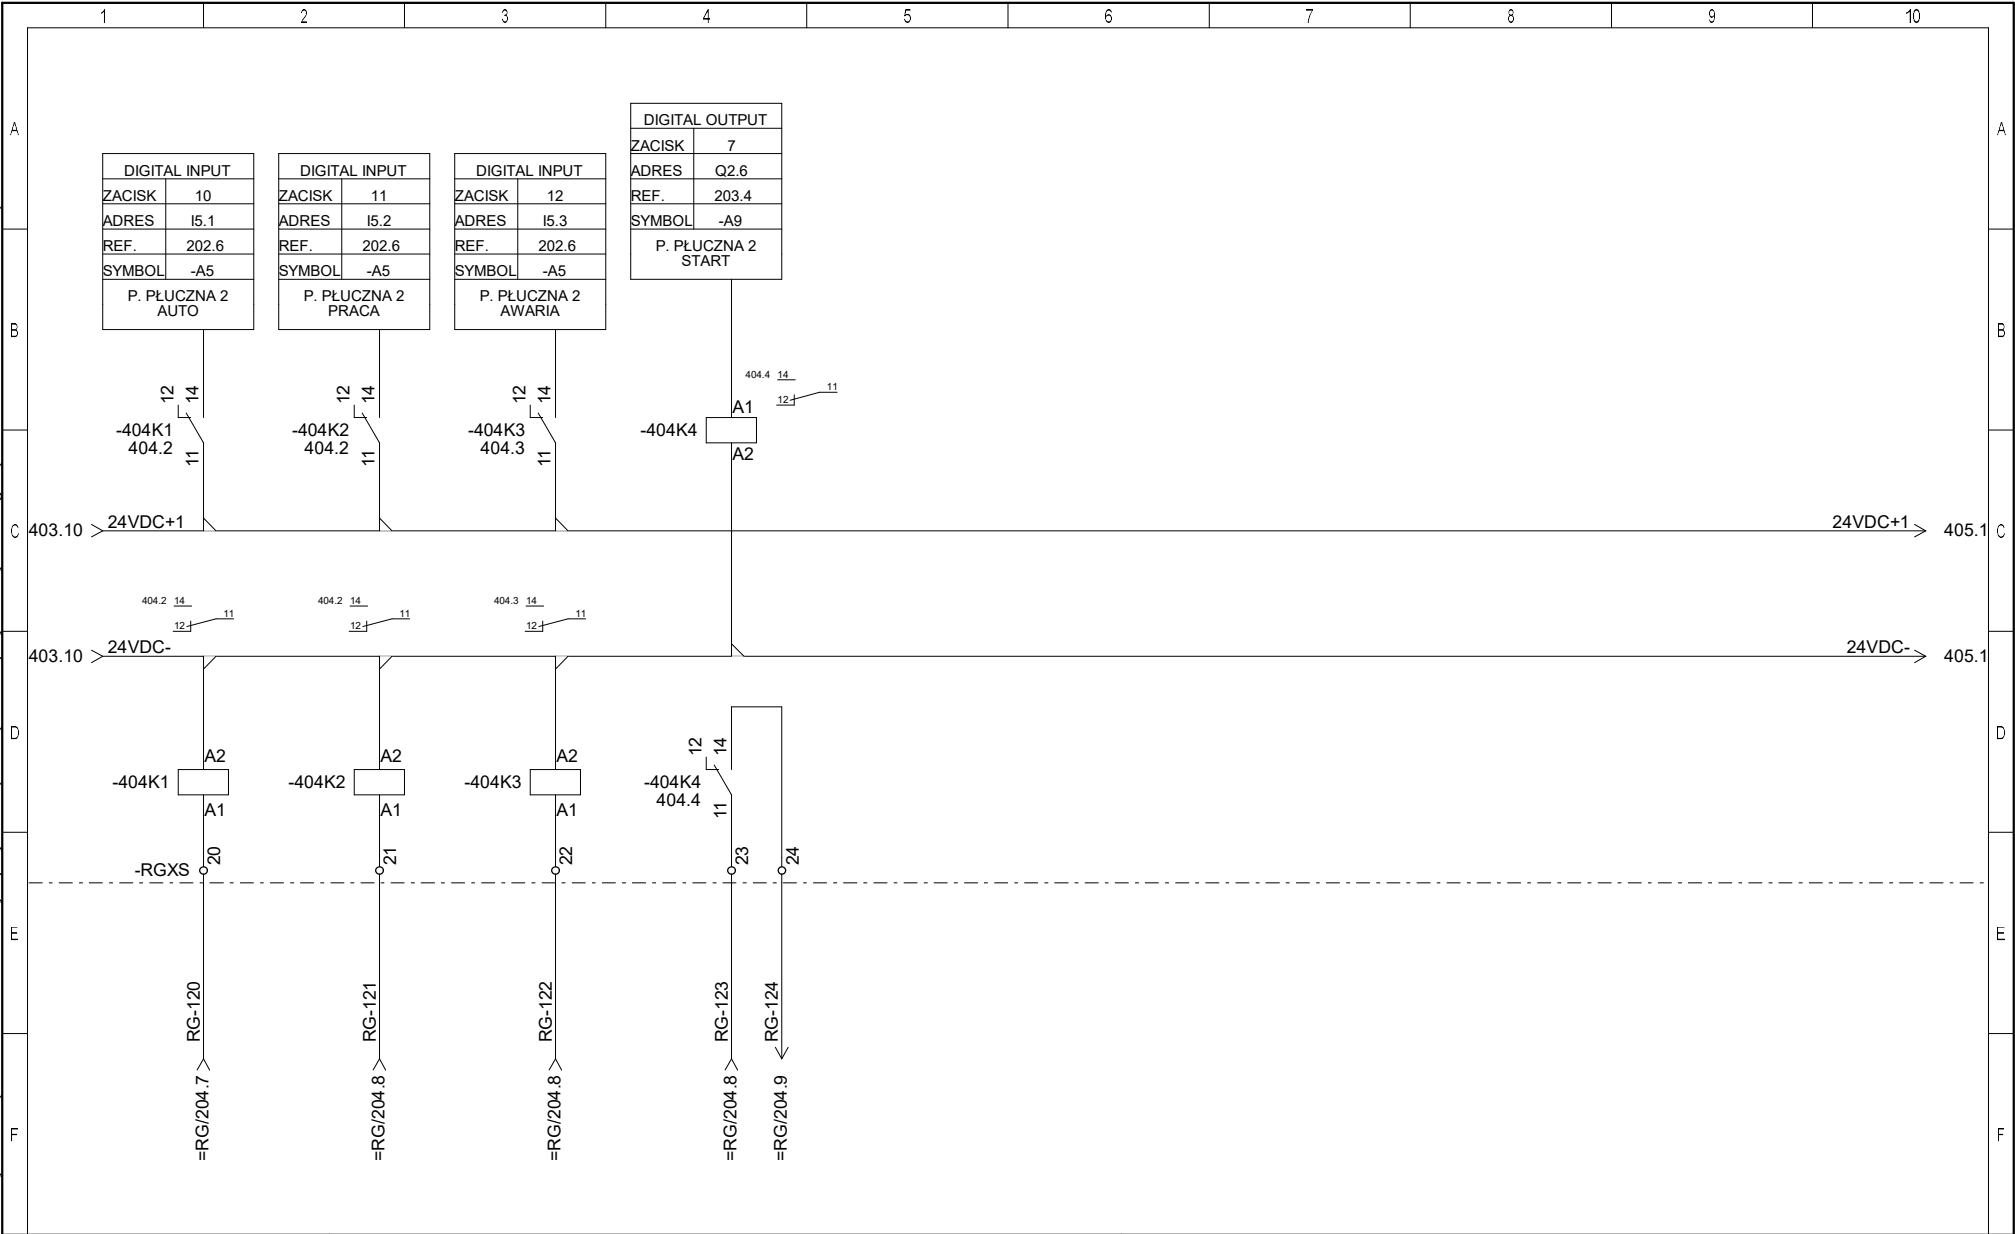 1 2 3 4 5 6 7 8 9 10
A A
DIGITAL INPUT
ZACISK 10
ADRES I5.1
REF. 202.6
SYMBOL -A5
P. PŁUCZNA 2
AUTO
DIGITAL INPUT
ZACISK 11
ADRES I5.2
REF. 202.6
SYMBOL -A5
P. PŁUCZNA 2
PRACA
DIGITAL INPUT
ZACISK 12
ADRES I5.3
REF. 202.6
SYMBOL -A5
P. PŁUCZNA 2
AWARIA
DIGITAL OUTPUT
ZACISK 7
ADRES Q2.6
REF. 203.4
SYMBOL -A9
P. PŁUCZNA 2
START
B B
12 14
-404K1
404.2
11
12 14
-404K2
404.2
11
12 14
-404K3
404.3
11
404.4 14
12 11
A1
-404K4
A2
C C
403.10 24VDC+1 24VDC+1 405.1
404.2 14
12 11
404.2 14
12 11
404.3 14
12 11
403.10 24VDC- 24VDC- 405.1
D D
A2
-404K1
A1
A2
-404K2
A1
A2
-404K3
A1
12 14
-404K4
404.4
11
-RGXS 20 21 22 23 24
E E
RG-120 RG-121 RG-122 RG-123 RG-124
=RG/204.7 =RG/204.8 =RG/204.8 =RG/204.8 =RG/204.9
F F